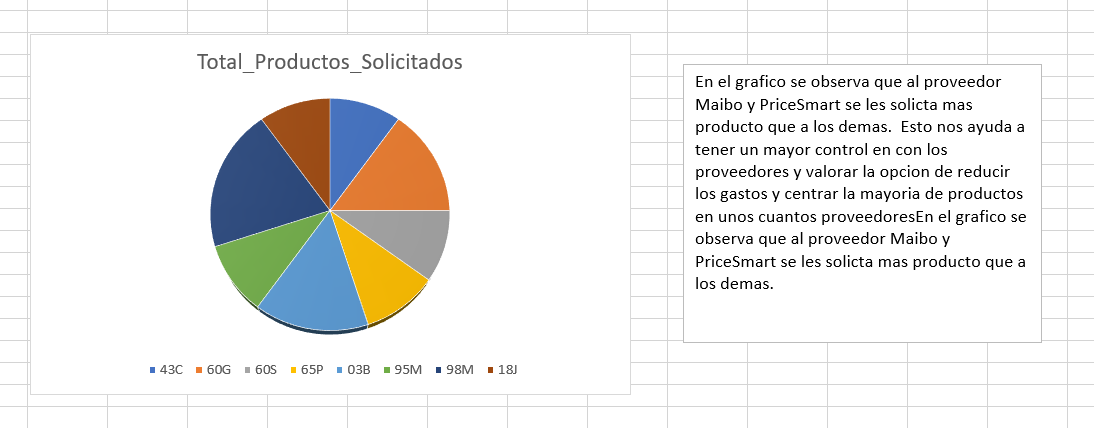 Total_Productos_Solicitados
43C 60G 60S 65P 03B 95M 98M 18J
En el grafico se observa que al proveedor
Maibo y PriceSmart se les solicta mas
producto que a los demas.  Esto nos ayuda a
tener un mayor control en con los
proveedores y valorar la opcion de reducir
los gastos y centrar la mayoria de productos
en unos cuantos proveedoresEn el grafico se
observa que al proveedor Maibo y
PriceSmart se les solicta mas producto que a
los demas.